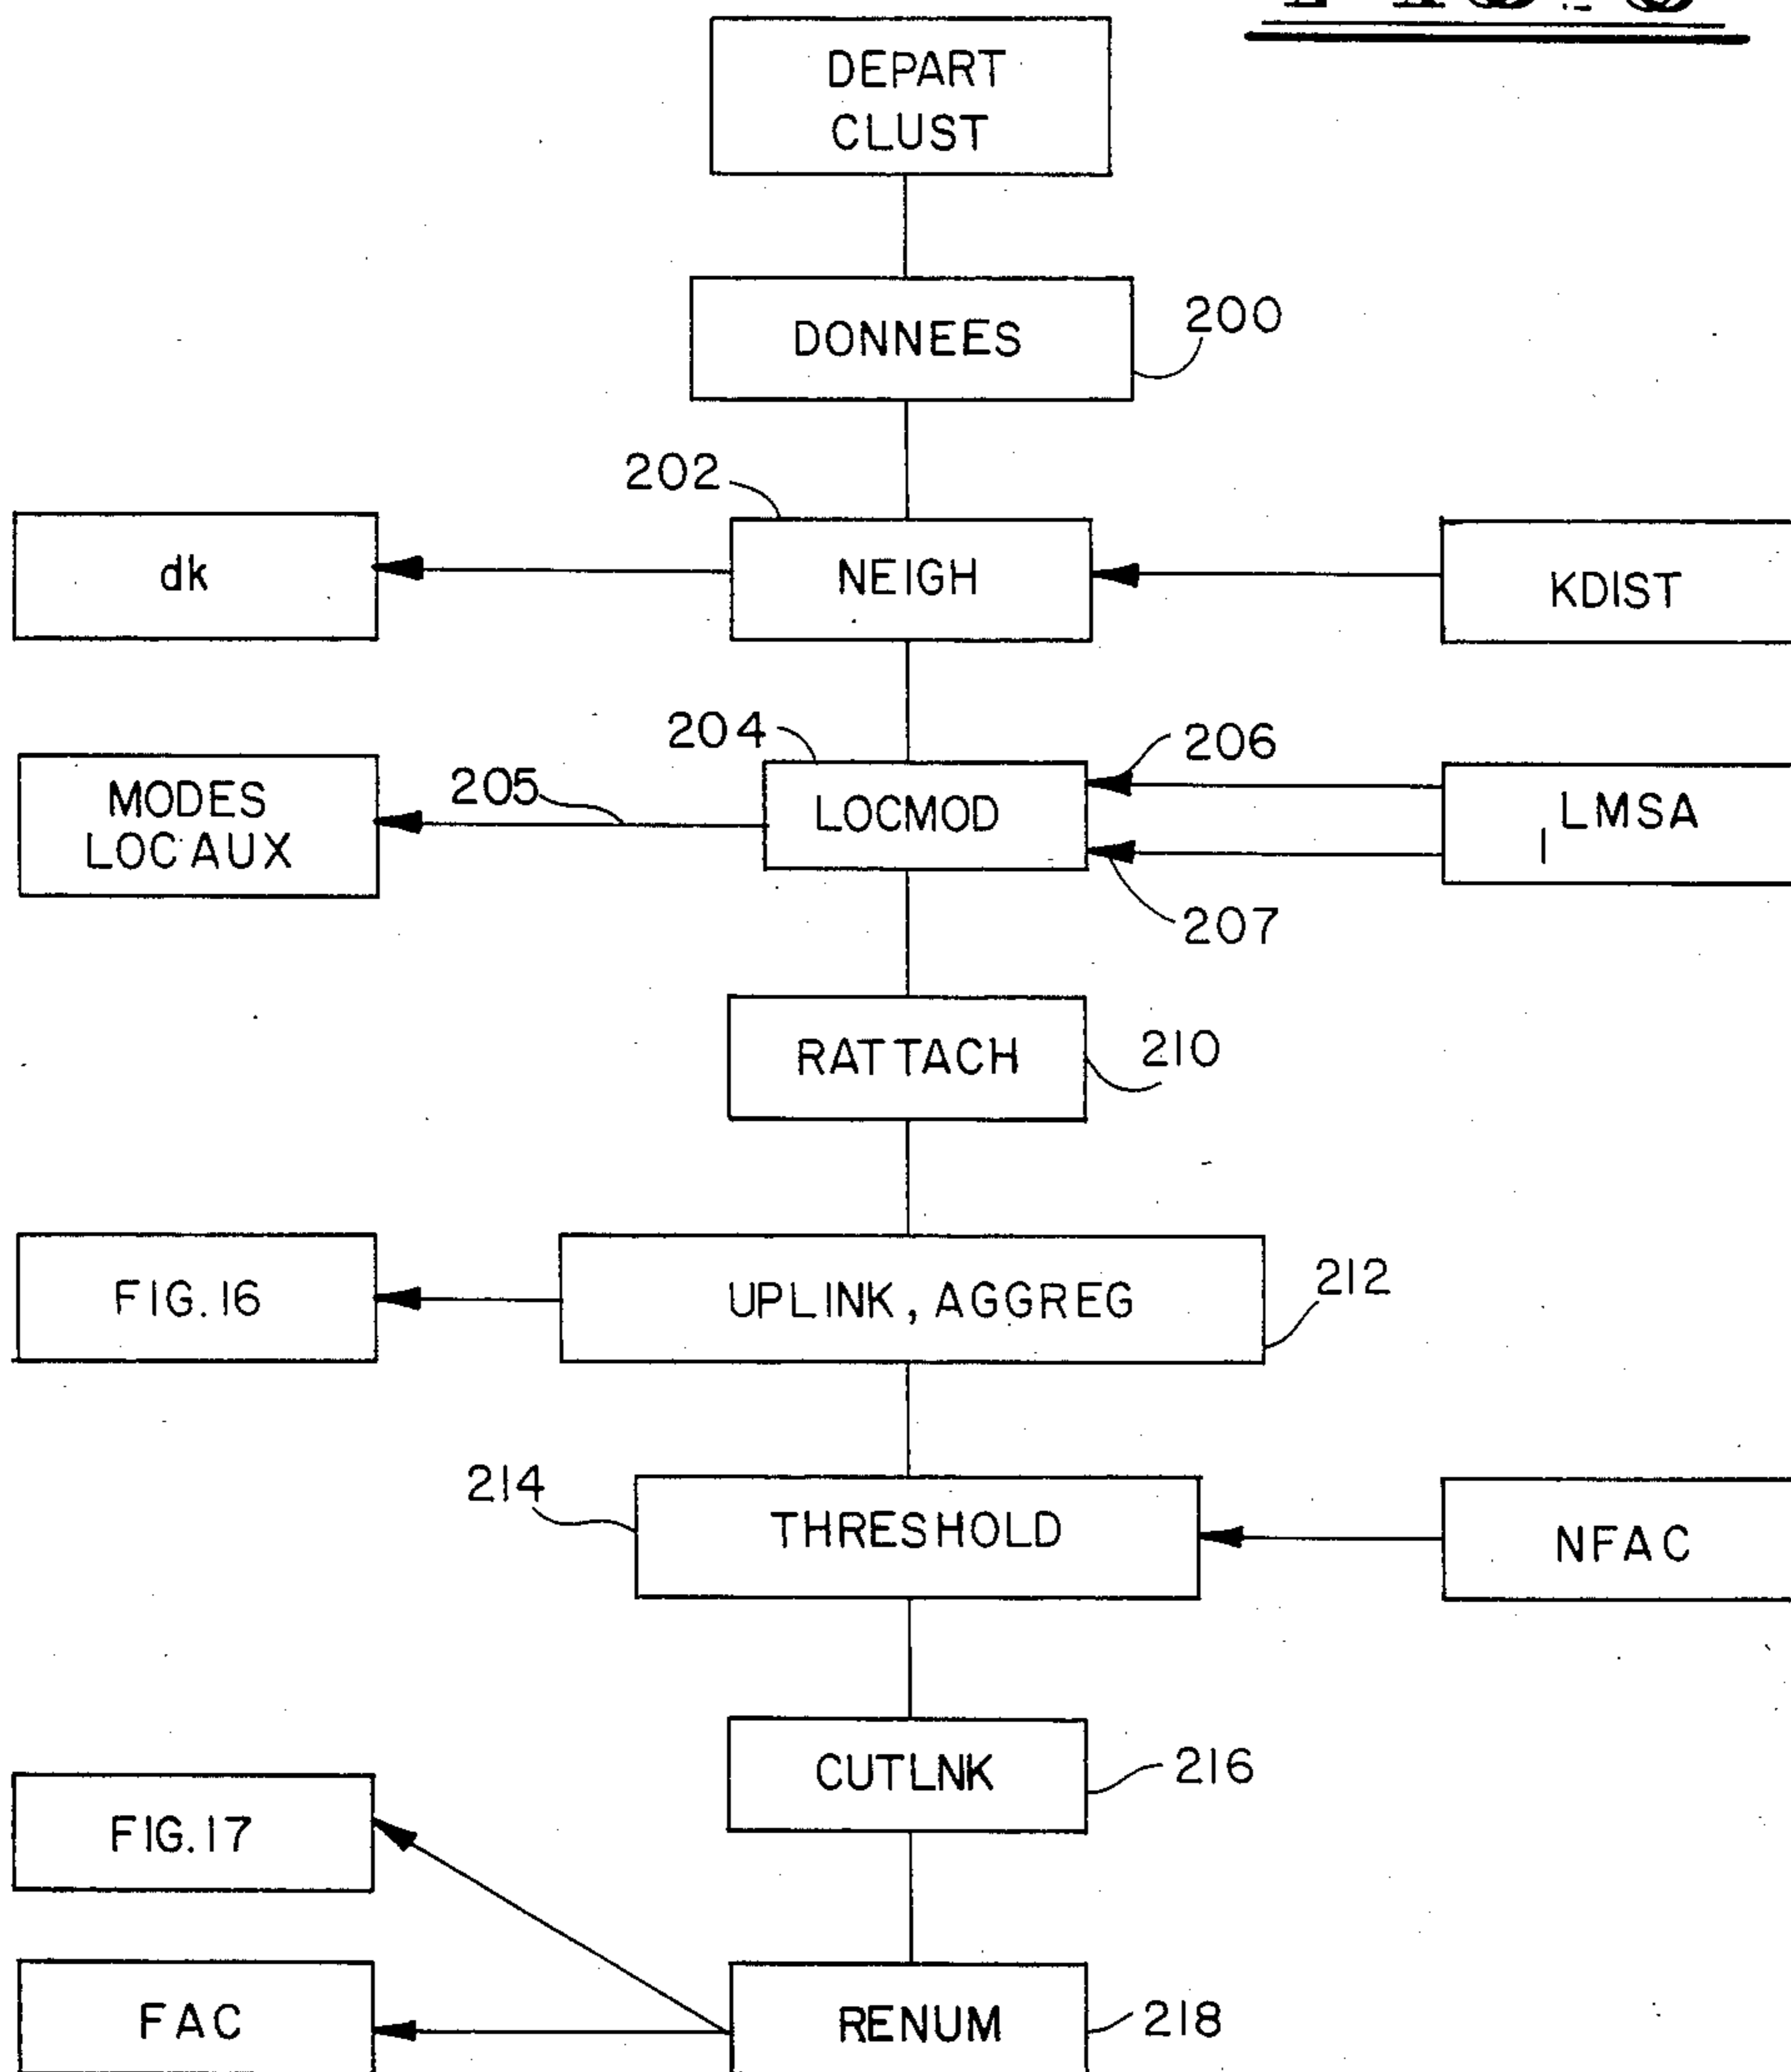 DEPART
CLUST
DONNEES
200
202
dk
NEIGH
KDIST
204
206
MODES
LOCAUX
205
LOCMOD
LMSA
207
RATTACH
210
FIG. 16
UPLINK, AGGREG
212
214
THRESHOLD
NFAC
CUTLNK
216
FIG. 17
FAC
RENUM
218